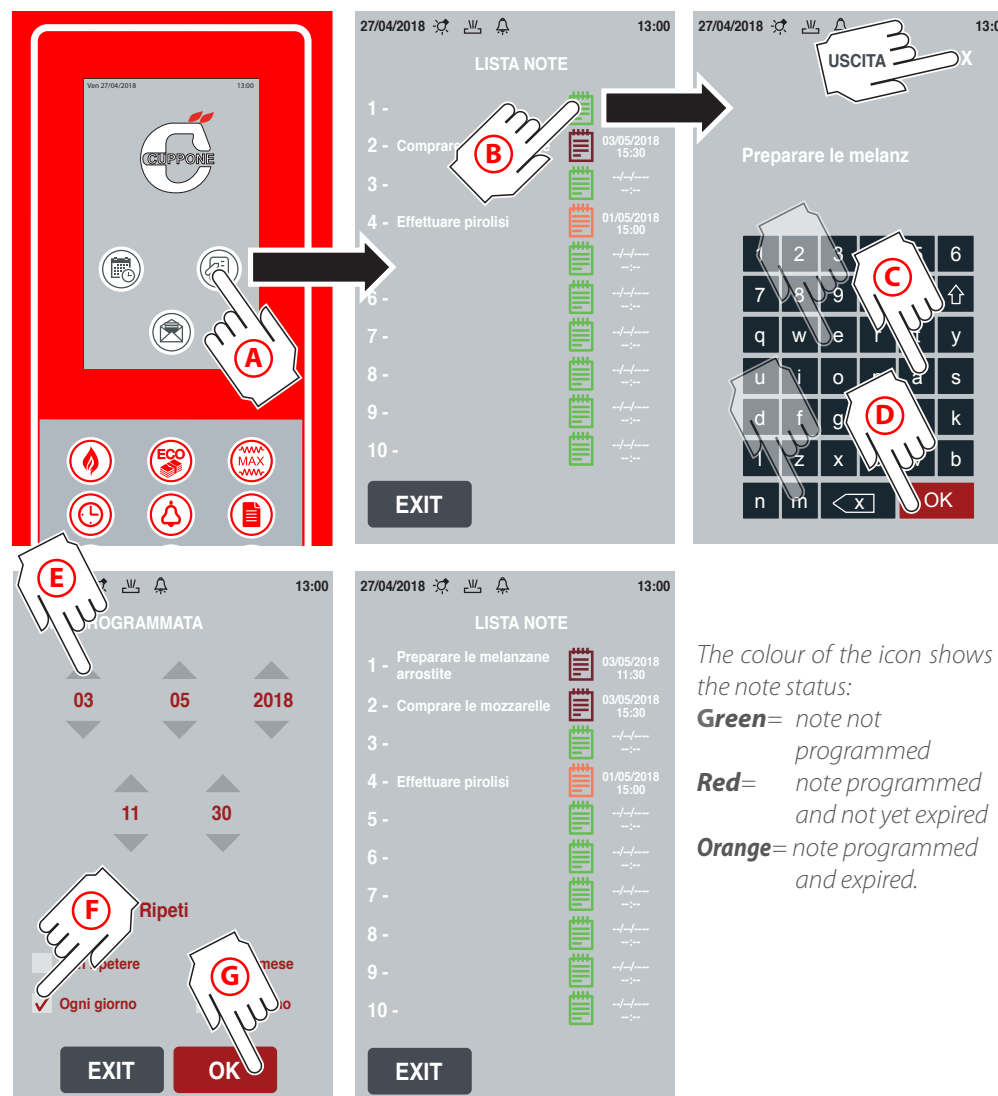 Ven 27/04/2018 13:00
CUPPONE
A
ECO
MAX
27/04/2018 13:00
LISTA NOTE
1 -
2 - Comprare
03/05/2018
15:30
3 -
--/--/----
--:--
4 - Effettuare pirolisi
01/05/2018
15:00
--/--/----
--:--
6 -
--/--/----
--:--
7 -
--/--/----
--:--
8 -
--/--/----
--:--
9 -
--/--/----
--:--
10 -
--/--/----
--:--
EXIT
B
27/04/2018
USCITA X
Preparare le melanz
1 2 3 6
7 8 9
q w e r t y
u i o a s
d f g k
z x b
n m x OK
C
D
E
13:00
03 05 2018
11 30
F
Ripeti
Ogni giorno
G
EXIT OK
27/04/2018 13:00
LISTA NOTE
1 - Preparare le melanzane
arrostite
03/05/2018
11:30
2 - Comprare le mozzarelle
03/05/2018
15:30
3 -
--/--/----
--:--
4 - Effettuare pirolisi
01/05/2018
15:00
5 -
--/--/----
--:--
6 -
--/--/----
--:--
7 -
--/--/----
--:--
8 -
--/--/----
--:--
9 -
--/--/----
--:--
10 -
--/--/----
--:--
EXIT
The colour of the icon shows
the note status:
Green= note not
programmed
Red= note programmed
and not yet expired
Orange= note programmed
and expired.